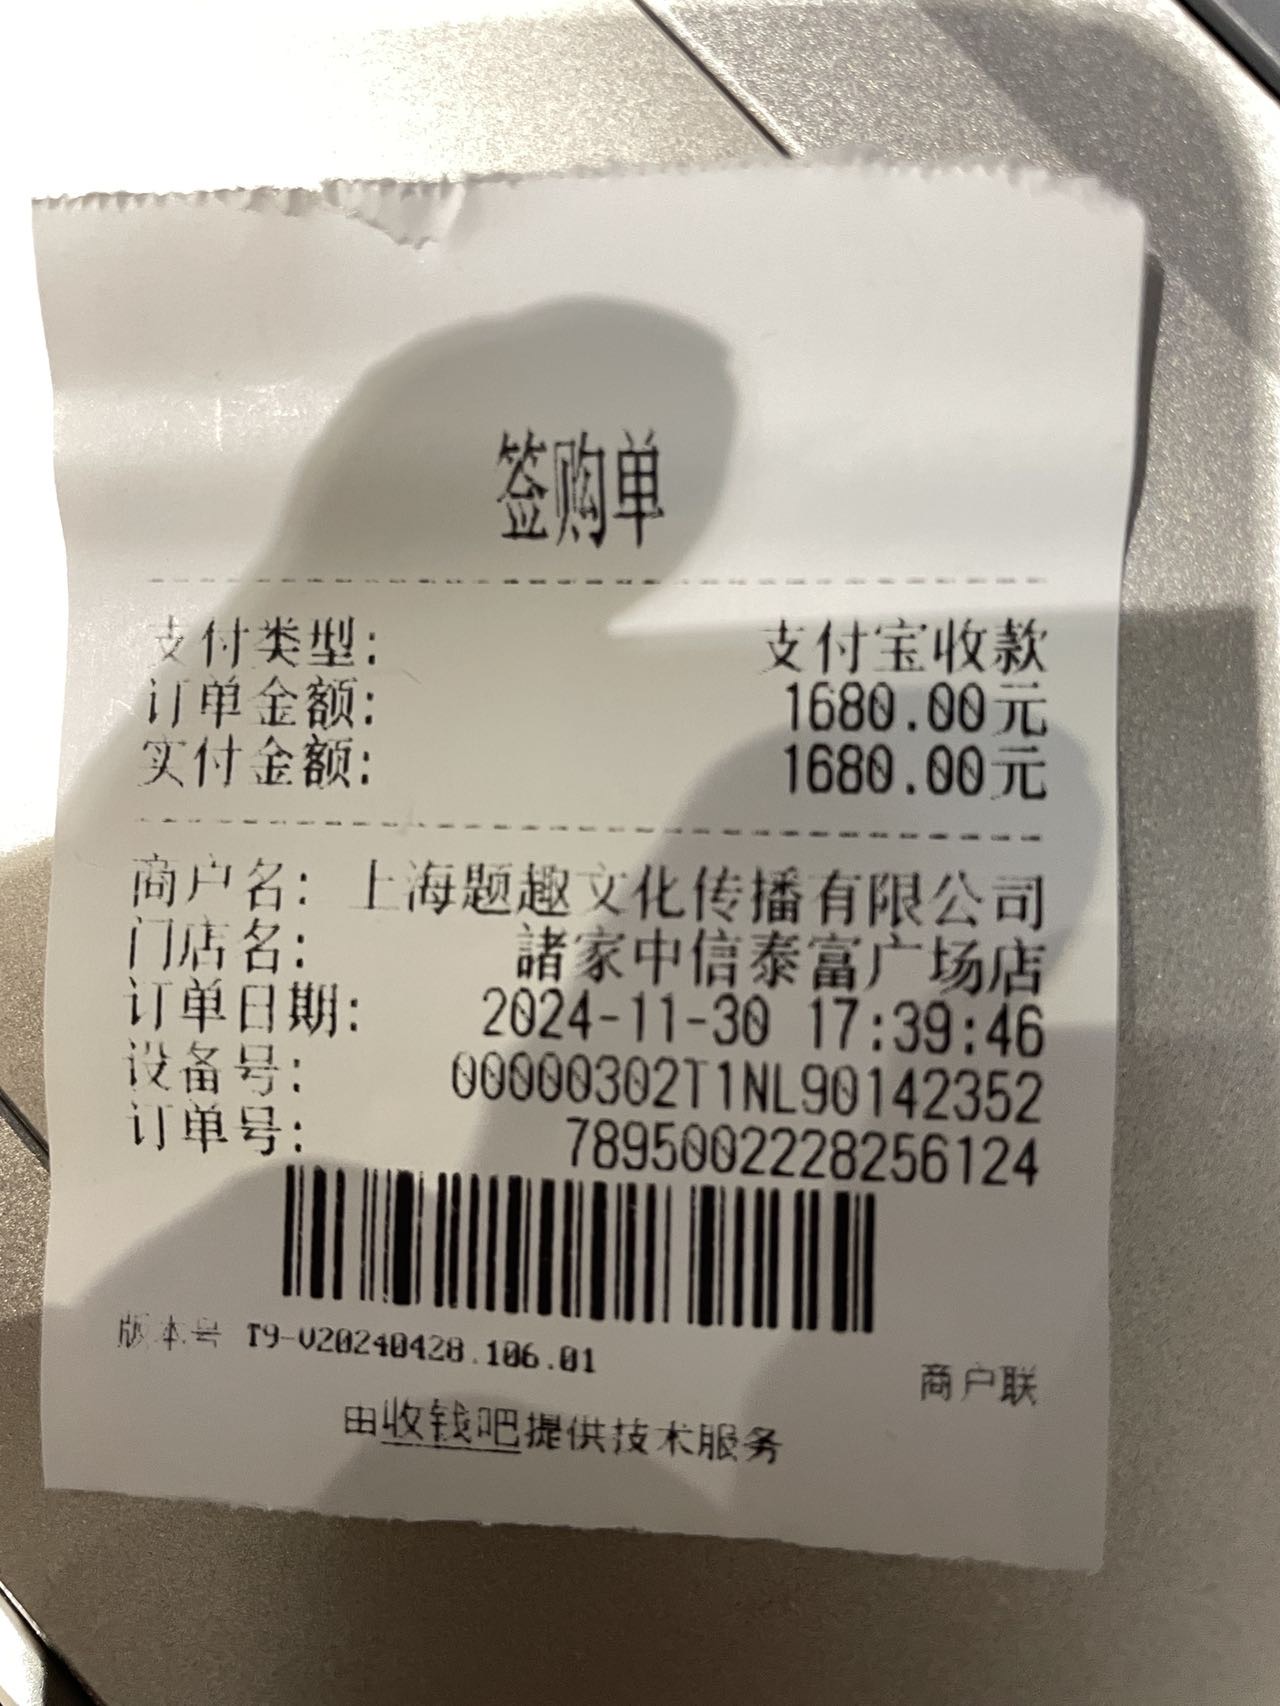 签购单
支付类型: 支付宝收款
订单金额: 1680.00元
实付金额: 1680.00元
商户名: 上海题趣文化传播有限公司
门店名: 諸家中信泰富广场店
订单日期: 2024-11-30 17:39:46
设备号: 00000302T1NL90142352
订单号: 7895002228256124
版本号 T9-V20240428.106.01
商户联
由收钱吧提供技术服务